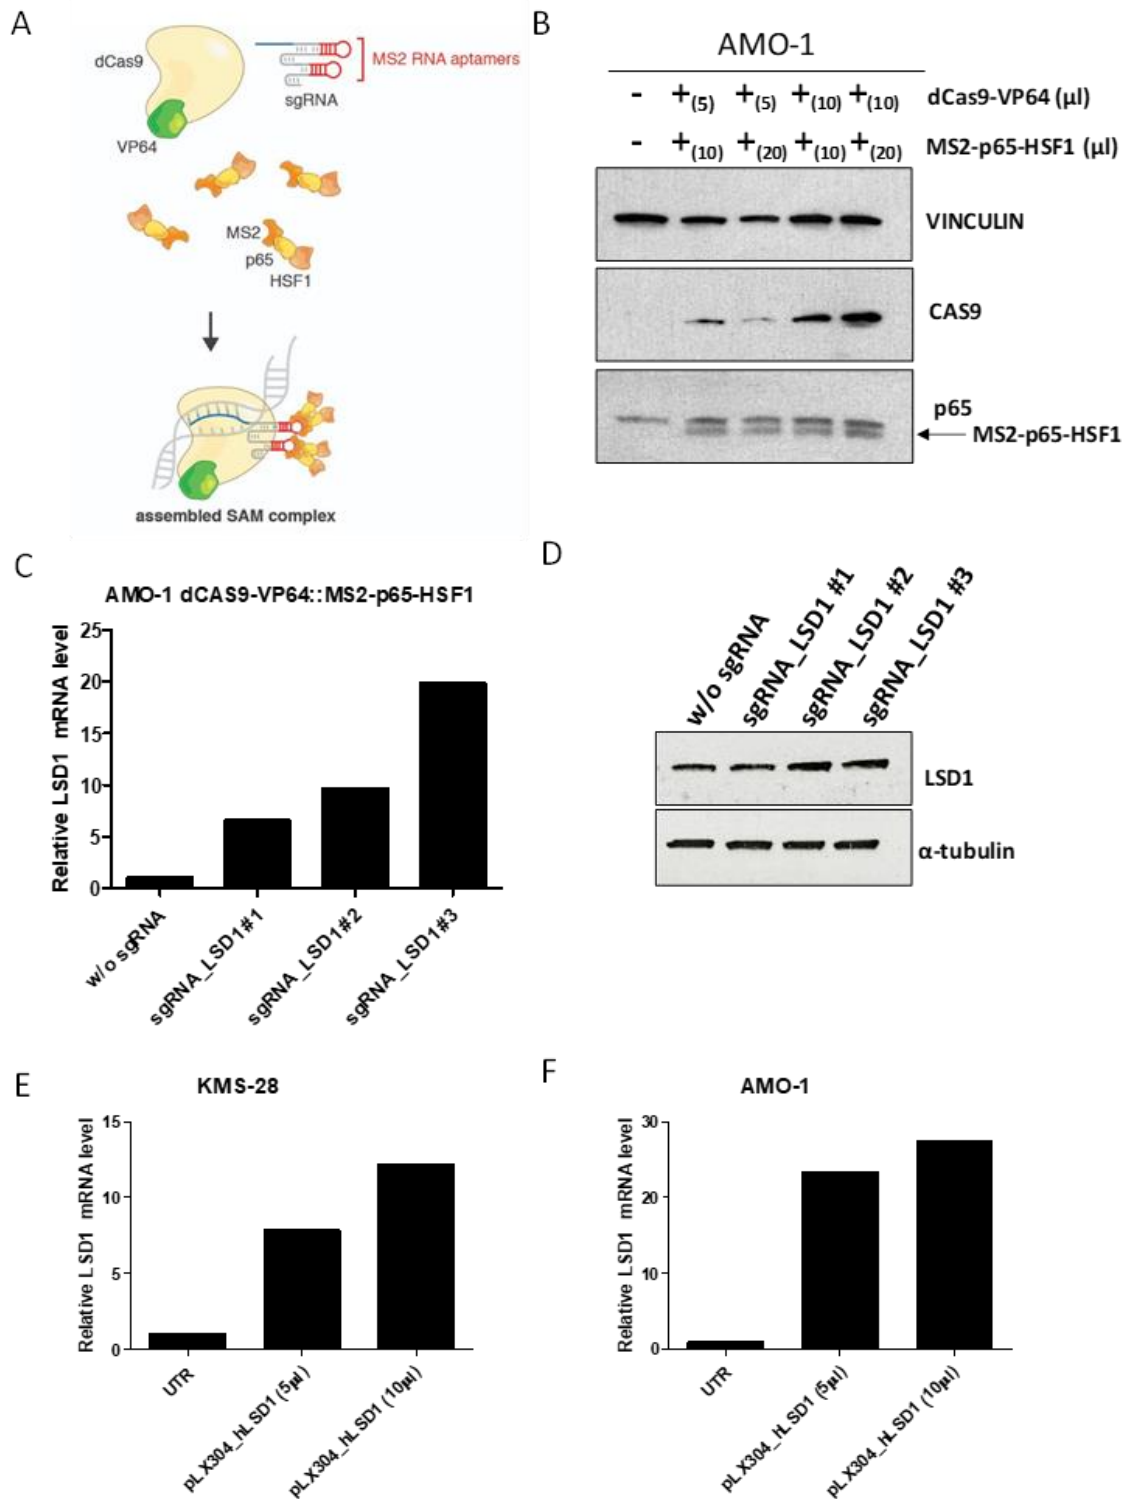 A
dCas9
MS2 RNA aptamers
sgRNA
VP64
MS2
p65
HSF1
assembled SAM complex
B
AMO-1
- +(5) +(5) +(10) +(10) dCas9-VP64 (µl)
- +(10) +(20) +(10) +(20) MS2-p65-HSF1 (µl)
VINCULIN
CAS9
p65
MS2-p65-HSF1
C
AMO-1 dCAS9-VP64::MS2-p65-HSF1
Relative LSD1 mRNA level
25
20
15
10
5
0
w/o sgRNA
sgRNA_LSD1#1
sgRNA_LSD1#2
sgRNA_LSD1#3
D
w/o sgRNA
sgRNA_LSD1 #1
sgRNA_LSD1 #2
sgRNA_LSD1 #3
LSD1
α-tubulin
E
KMS-28
Relative LSD1 mRNA level
15
10
5
0
UTR
pLX304_hLSD1 (5µl)
pLX304_hLSD1 (10µl)
F
AMO-1
Relative LSD1 mRNA level
30
20
10
0
UTR
pLX304_hLSD1 (5µl)
pLX304_hLSD1 (10µl)